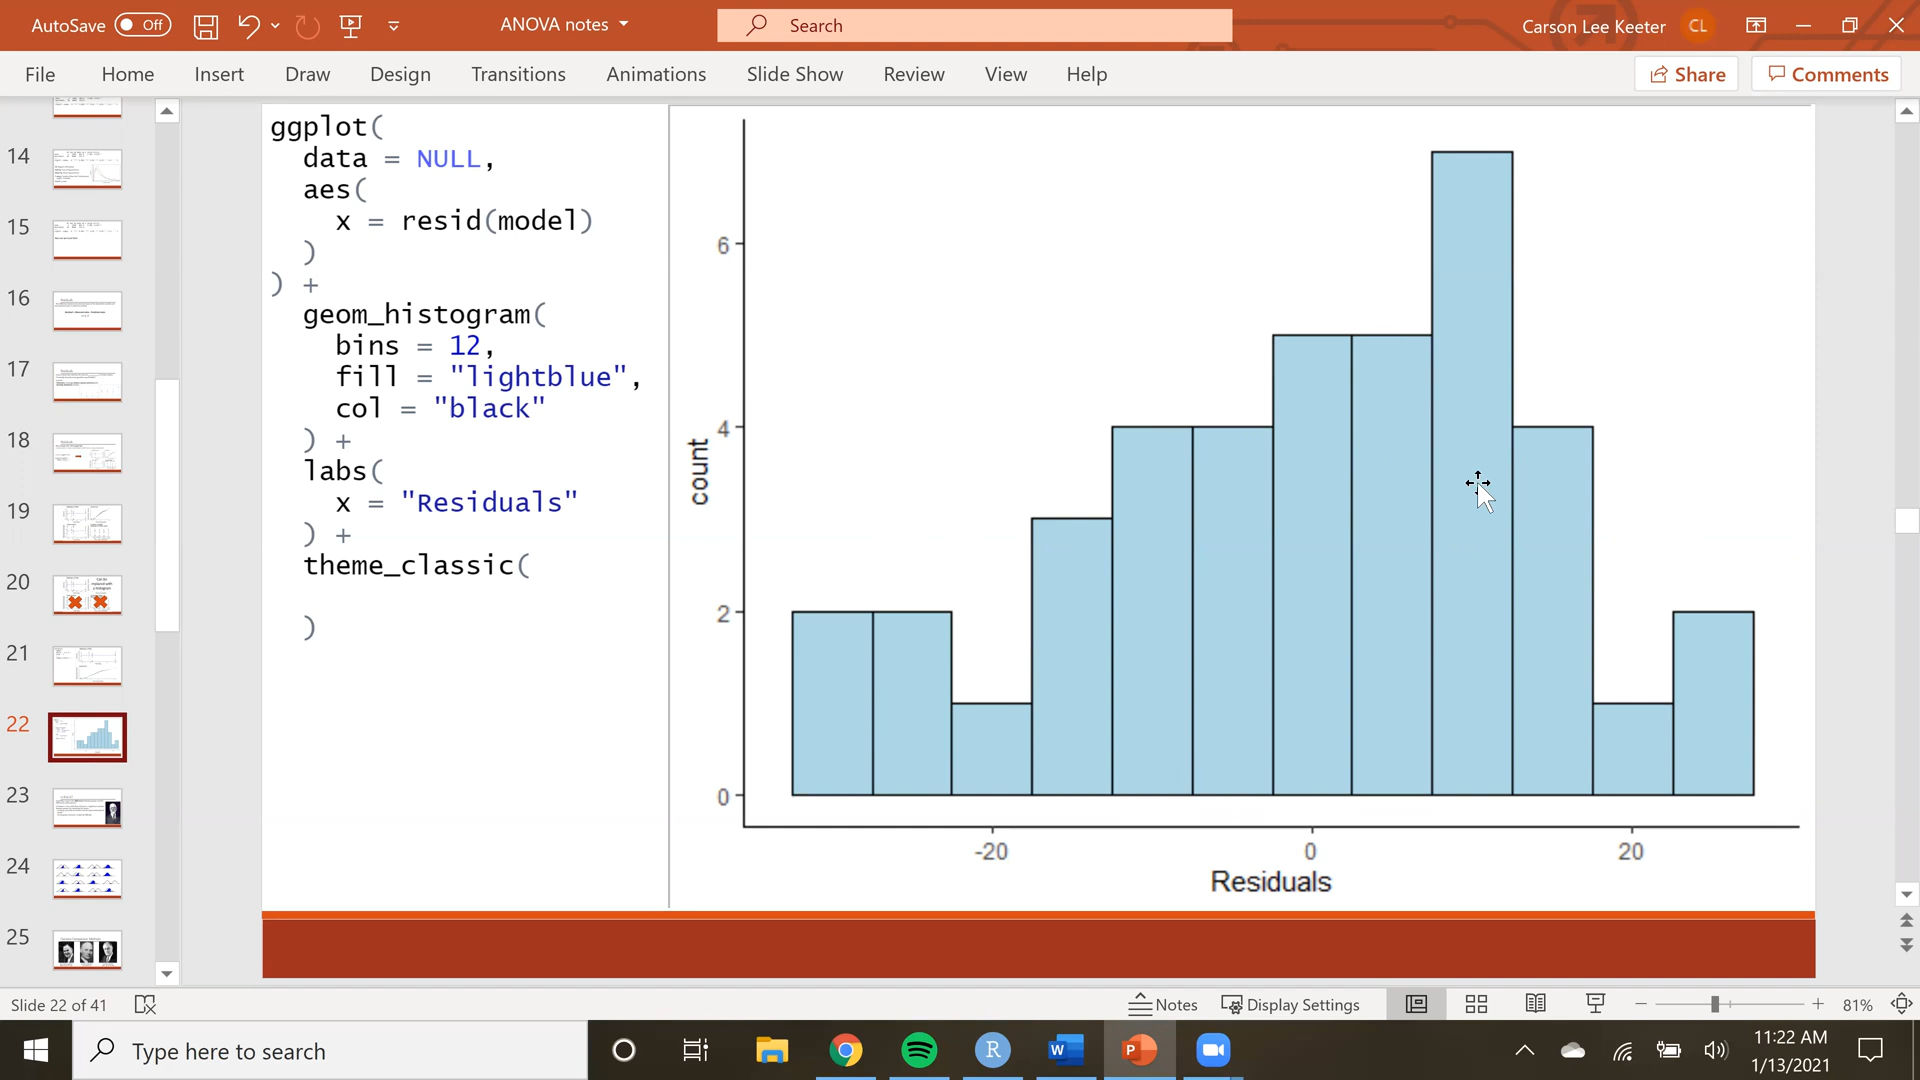 AutoSave Off
ANOVA notes
Search
Carson Lee Keeter CL
File Home Insert Draw Design Transitions Animations Slide Show Review View Help
Share Comments
14
15
16
17
18
19
20
21
22
23
24
25
ggplot(
data = NULL,
aes(
x = resid(model)
)
) +
geom_histogram(
bins = 12,
fill = "lightblue",
col = "black"
) +
labs(
x = "Residuals"
) +
theme_classic(
)
count
6
4
2
0
-20 0 20
Residuals
Slide 22 of 41
Notes Display Settings
81%
Type here to search
11:22 AM
1/13/2021